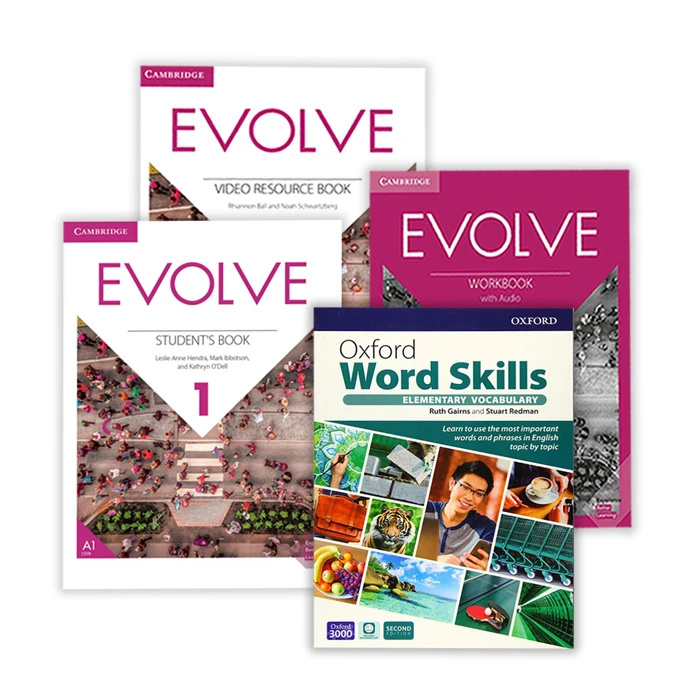 CAMBRIDGE
EVOLVE
VIDEO RESOURCE BOOK
Rhiannon Ball and Noah Schwartzberg
CAMBRIDGE
EVOLVE
WORKBOOK
with Audio
Better
Learning
CAMBRIDGE
EVOLVE
STUDENT'S BOOK
Leslie Anne Hendra, Mark Ibbotson,
and Kathryn O'Dell
1
A1
CEFR
OXFORD
Oxford
Word Skills
ELEMENTARY VOCABULARY
Ruth Gairns and Stuart Redman
Learn to use the most important
words and phrases in English
topic by topic
Oxford
3000
SECOND
EDITION